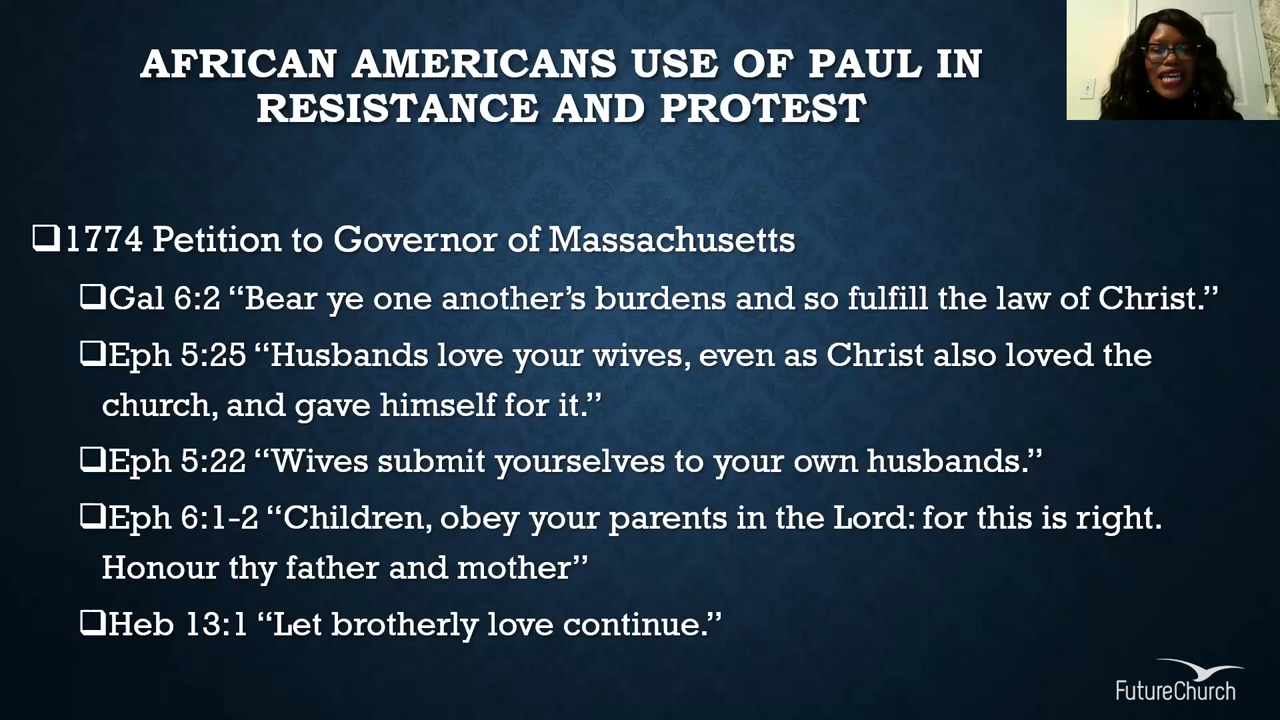 AFRICAN AMERICANS USE OF PAUL IN
RESISTANCE AND PROTEST
1774 Petition to Governor of Massachusetts
Gal 6:2 “Bear ye one another’s burdens and so fulfill the law of Christ.”
Eph 5:25 “Husbands love your wives, even as Christ also loved the
church, and gave himself for it.”
Eph 5:22 “Wives submit yourselves to your own husbands.”
Eph 6:1-2 “Children, obey your parents in the Lord: for this is right.
Honour thy father and mother”
Heb 13:1 “Let brotherly love continue.”
FutureChurch